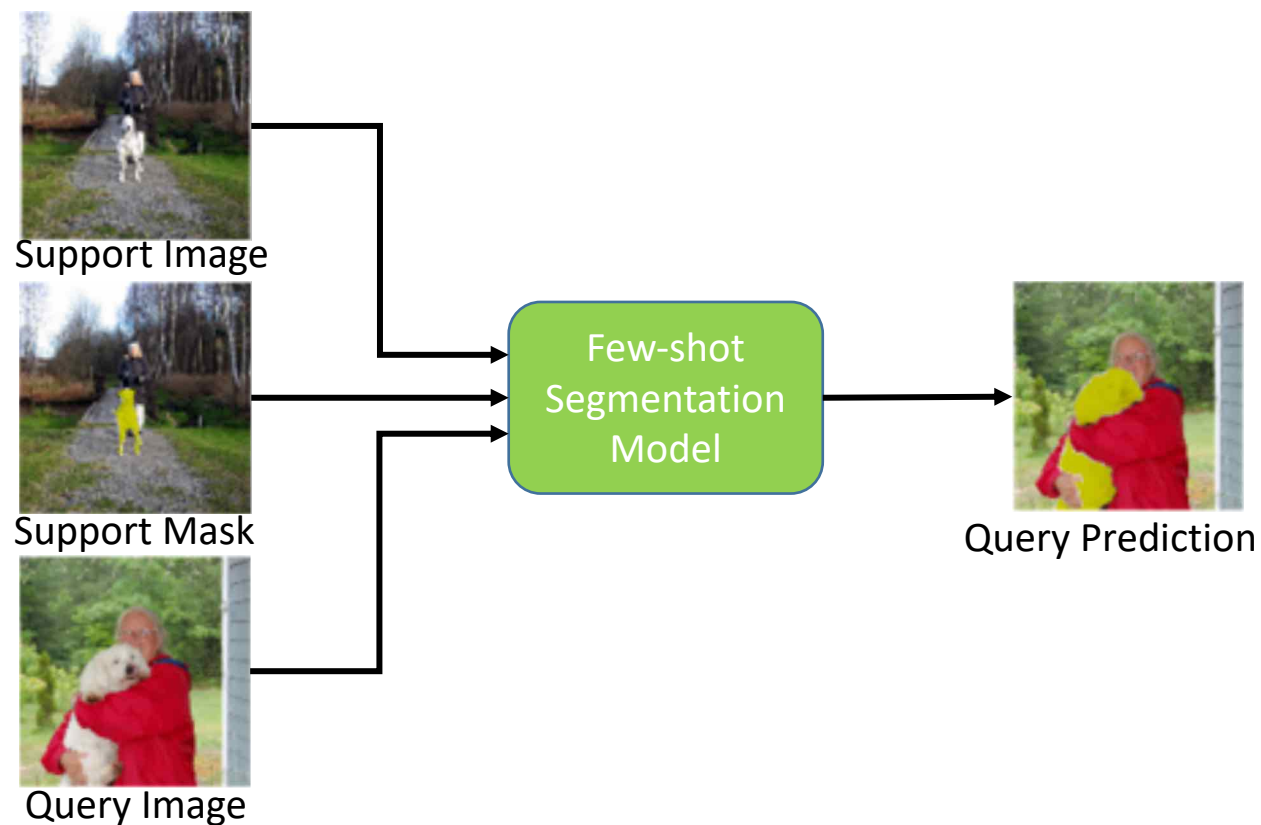 Support Image
Support Mask
Query Image
Few-shot
Segmentation
Model
Query Prediction